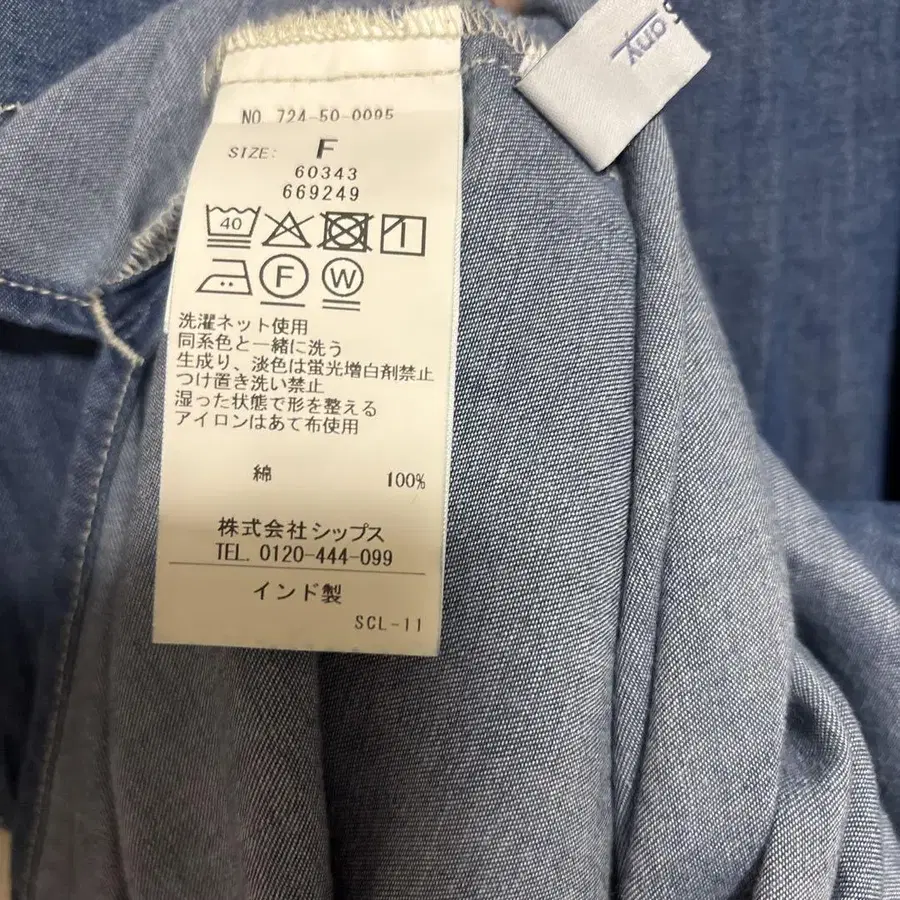 any
NO 724-50-0095
SIZE: F
60343
669249
40
F
W
洗濯ネット使用
同系色と一緒に洗う
生成り、淡色は蛍光増白剤禁止
つけ置き洗い禁止
湿った状態で形を整える
アイロンはあて布使用
綿 100%
株式会社シップス
TEL. 0120-444-099
インド製
SCL-11